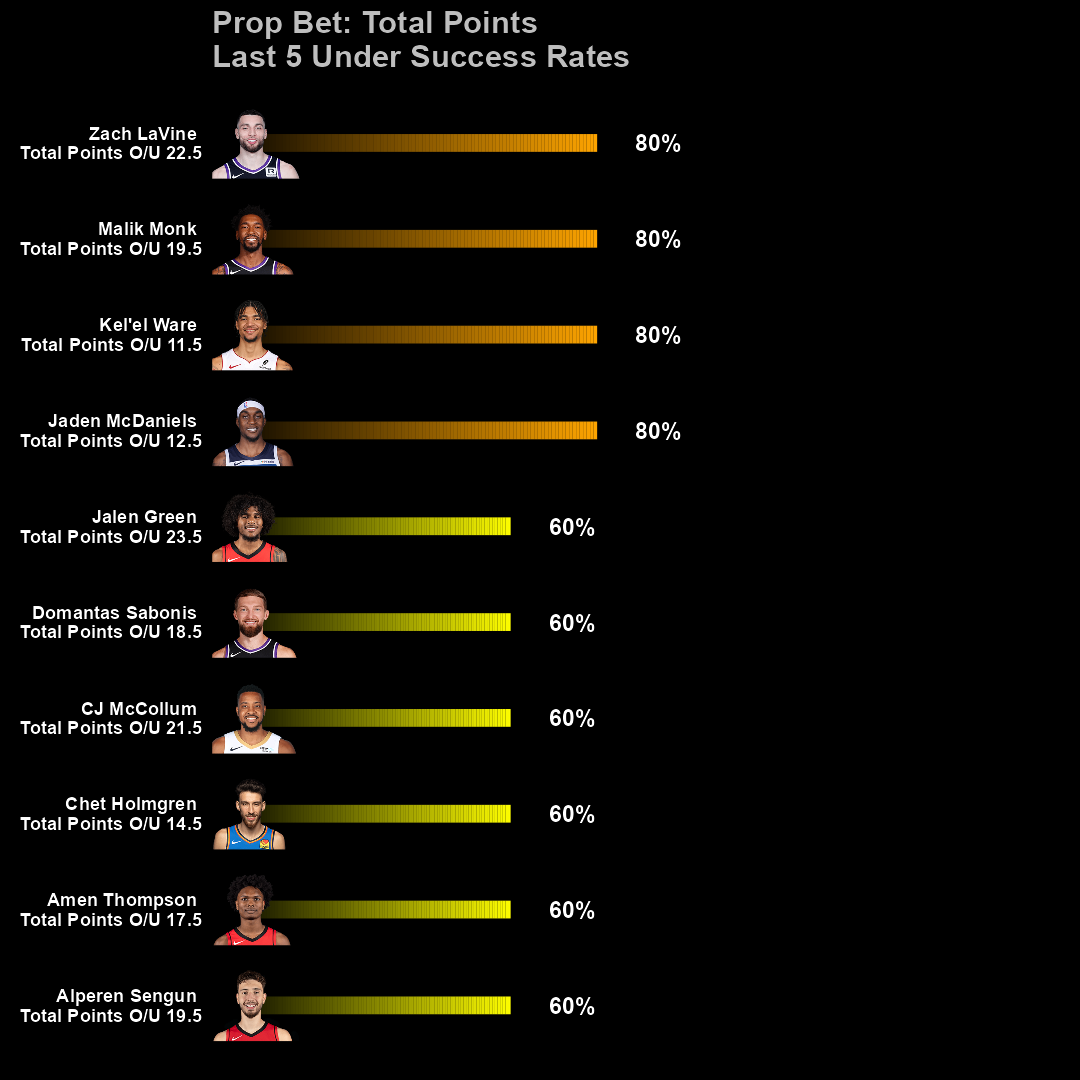 Prop Bet: Total Points
Last 5 Under Success Rates
Zach LaVine
Total Points O/U 22.5
80%
Malik Monk
Total Points O/U 19.5
80%
Kel'el Ware
Total Points O/U 11.5
80%
Jaden McDaniels
Total Points O/U 12.5
80%
Jalen Green
Total Points O/U 23.5
60%
Domantas Sabonis
Total Points O/U 18.5
60%
CJ McCollum
Total Points O/U 21.5
60%
Chet Holmgren
Total Points O/U 14.5
60%
Amen Thompson
Total Points O/U 17.5
60%
Alperen Sengun
Total Points O/U 19.5
60%